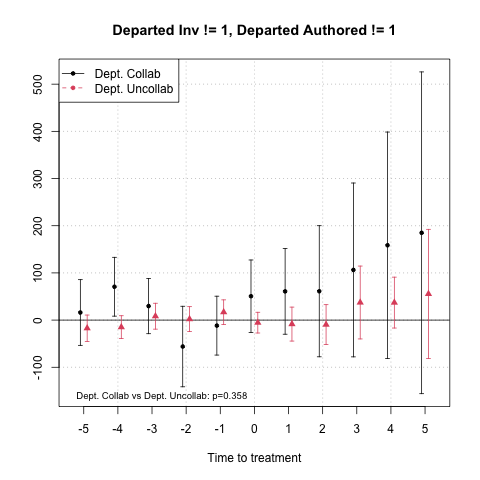 Departed Inv != 1, Departed Authored != 1
Dept. Collab
Dept. Uncollab
500
400
300
200
100
0
-100
Dept. Collab vs Dept. Uncollab: p=0.358
-5 -4 -3 -2 -1 0 1 2 3 4 5
Time to treatment